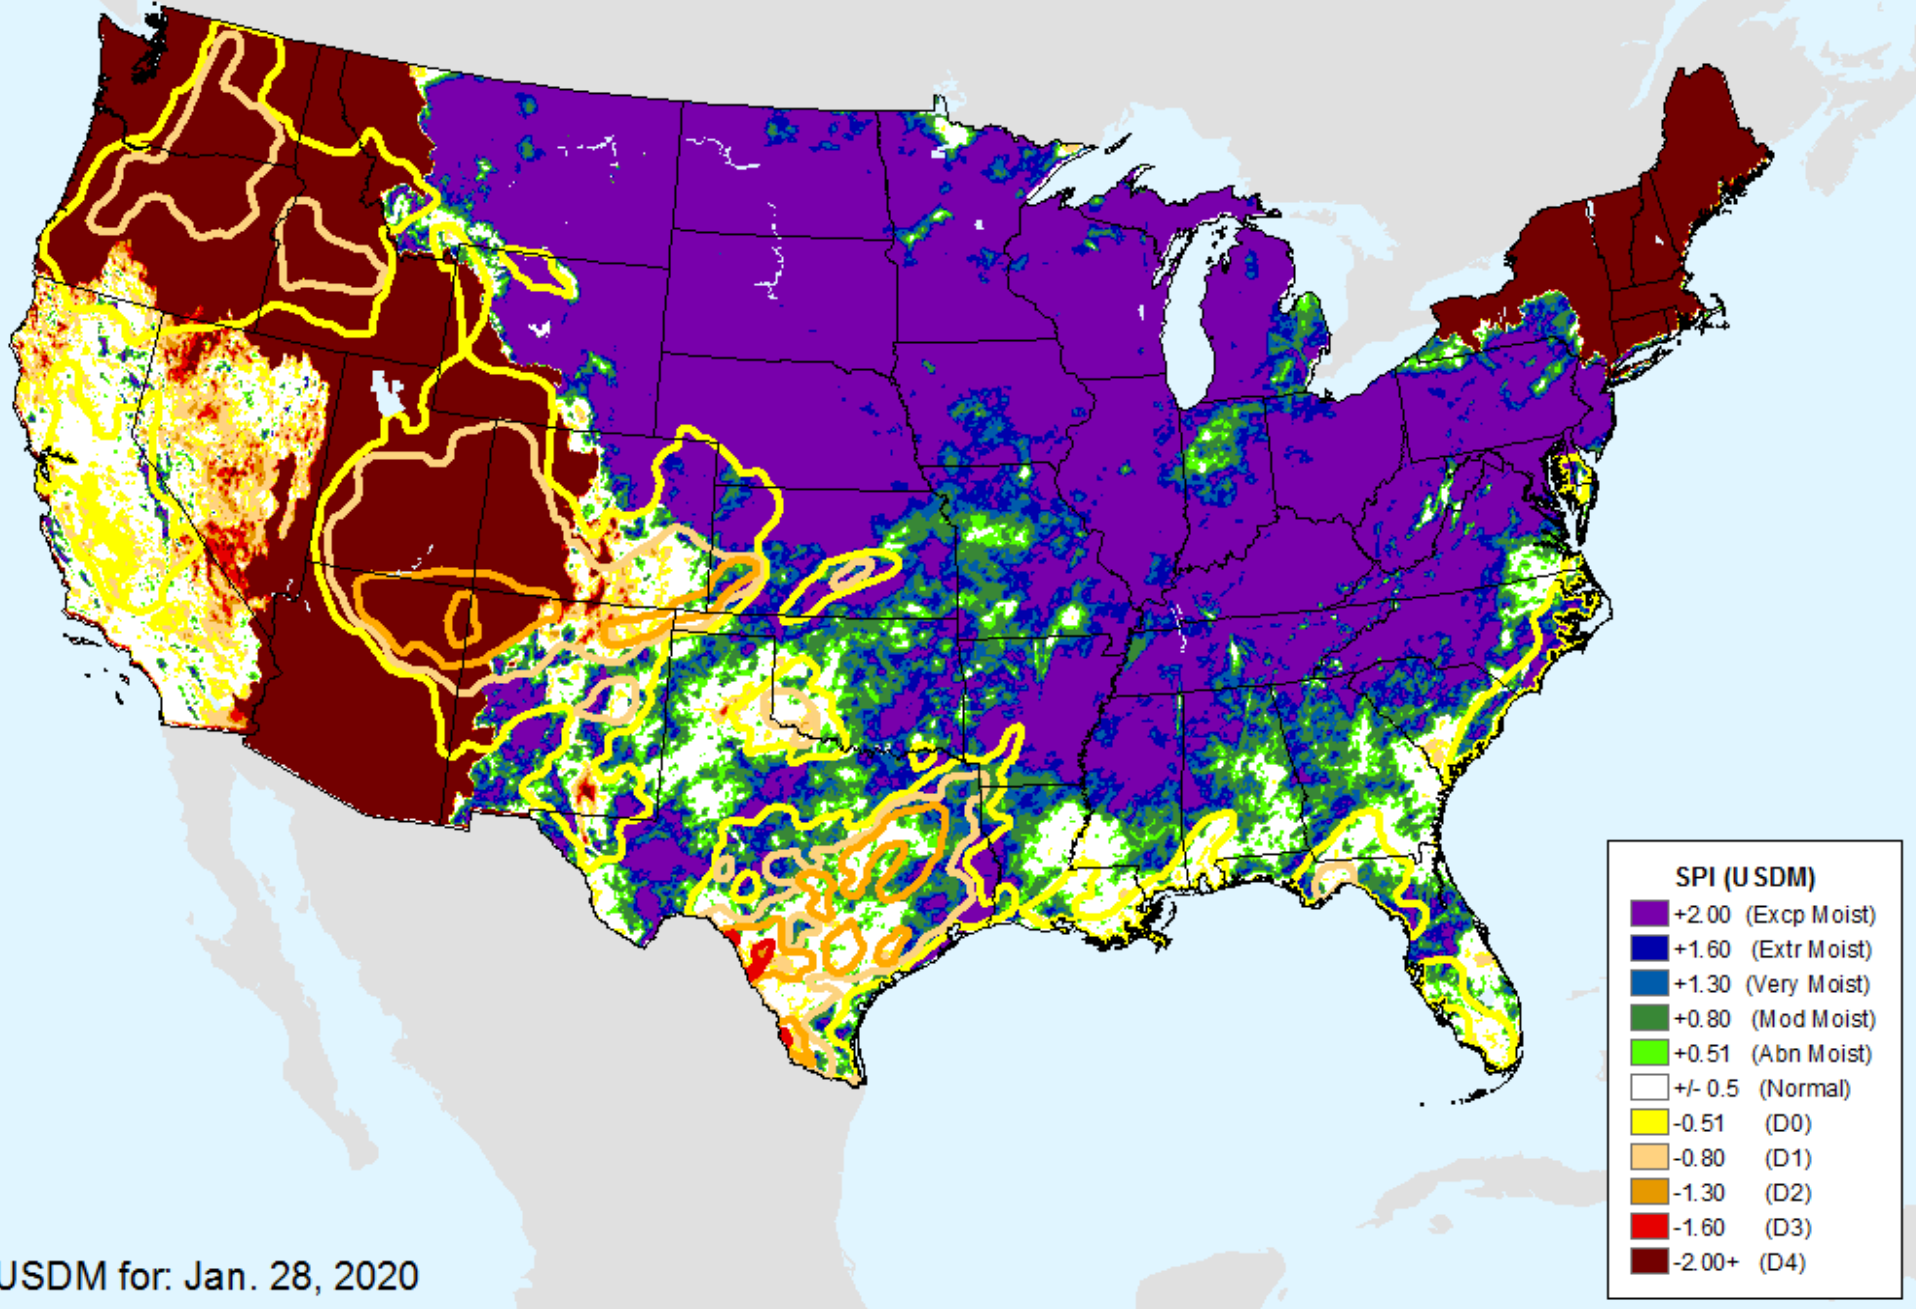 SPI (USDM)
+2.00 (Excp Moist)
+1.60 (Extr Moist)
+1.30 (Very Moist)
+0.80 (Mod Moist)
+0.51 (Abn Moist)
+/- 0.5 (Normal)
-0.51 (D0)
-0.80 (D1)
-1.30 (D2)
-1.60 (D3)
-2.00+ (D4)
USDM for: Jan. 28, 2020